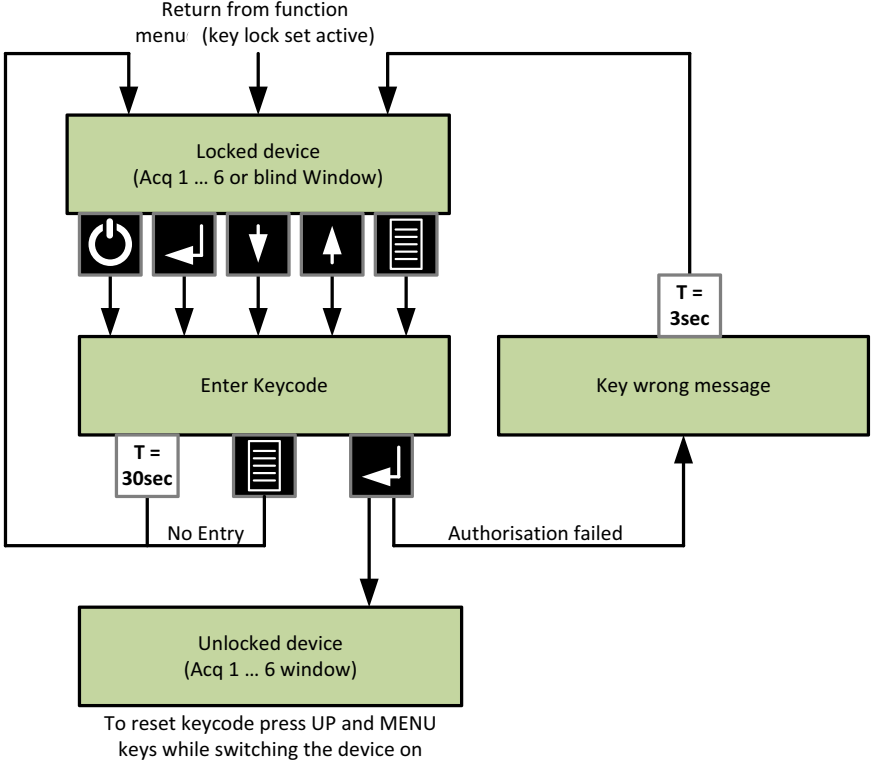 Return from function
menu (key lock set active)
Locked device
(Acq 1 ... 6 or blind Window)
T =
3sec
Enter Keycode
Key wrong message
T =
30sec
No Entry
Authorisation failed
Unlocked device
(Acq 1 ... 6 window)
To reset keycode press UP and MENU
keys while switching the device on